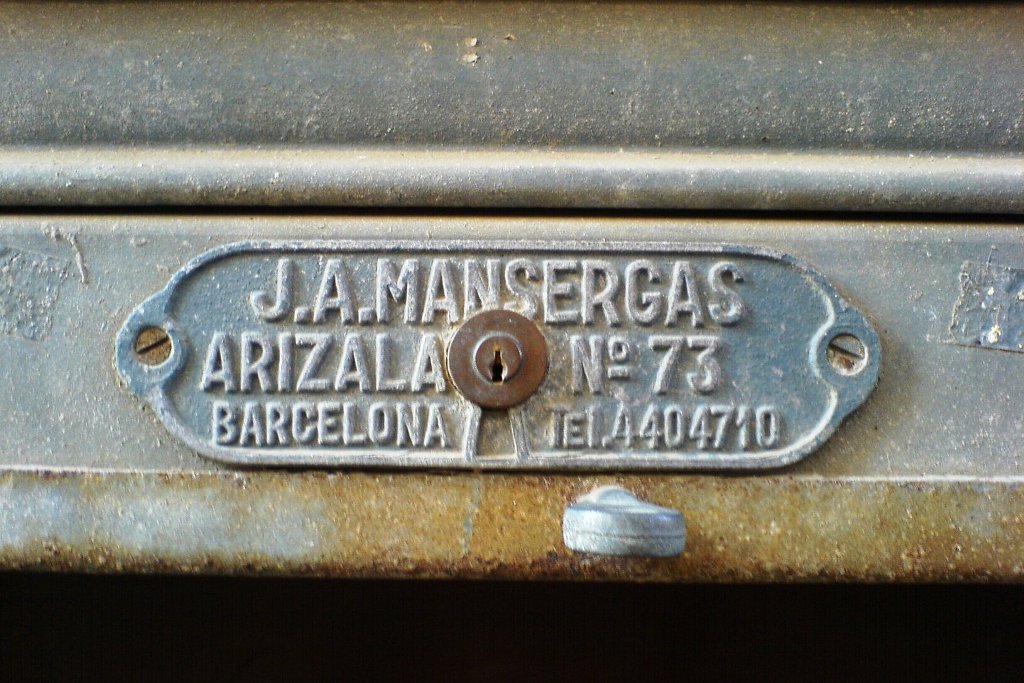 J.A.MANSERGAS
ARIZALA Nº 73
BARCELONA Tel.4404710